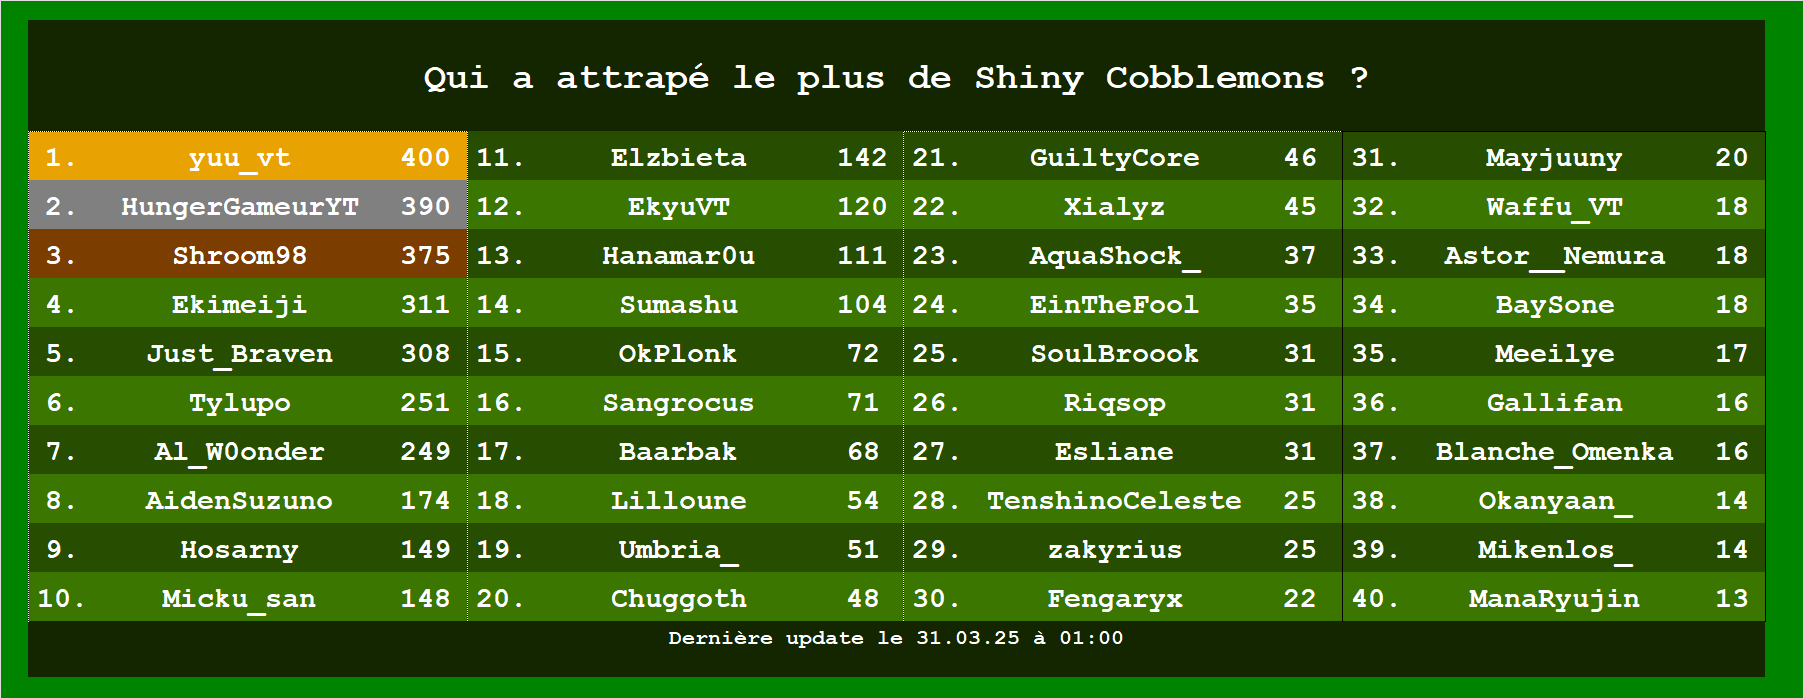 Qui a attrapé le plus de Shiny Cobblemons ?
1. yuu_vt 400 11. Elzbieta 142 21. GuiltyCore 46 31. Mayjuuny 20
2. HungerGameurYT 390 12. EkyuVT 120 22. Xialyz 45 32. Waffu_VT 18
3. Shroom98 375 13. Hanamar0u 111 23. AquaShock_ 37 33. Astor__Nemura 18
4. Ekimeiji 311 14. Sumashu 104 24. EinTheFool 35 34. BaySone 18
5. Just_Braven 308 15. OkPlonk 72 25. SoulBroook 31 35. Meeilye 17
6. Tylupo 251 16. Sangrocus 71 26. Riqsop 31 36. Gallifan 16
7. Al_W0onder 249 17. Baarbak 68 27. Esliane 31 37. Blanche_Omenka 16
8. AidenSuzuno 174 18. Lilloune 54 28. TenshinoCeleste 25 38. Okanyaan_ 14
9. Hosarny 149 19. Umbria_ 51 29. zakyrius 25 39. Mikenlos_ 14
10. Micku_san 148 20. Chuggoth 48 30. Fengaryx 22 40. ManaRyujin 13
Dernière update le 31.03.25 à 01:00